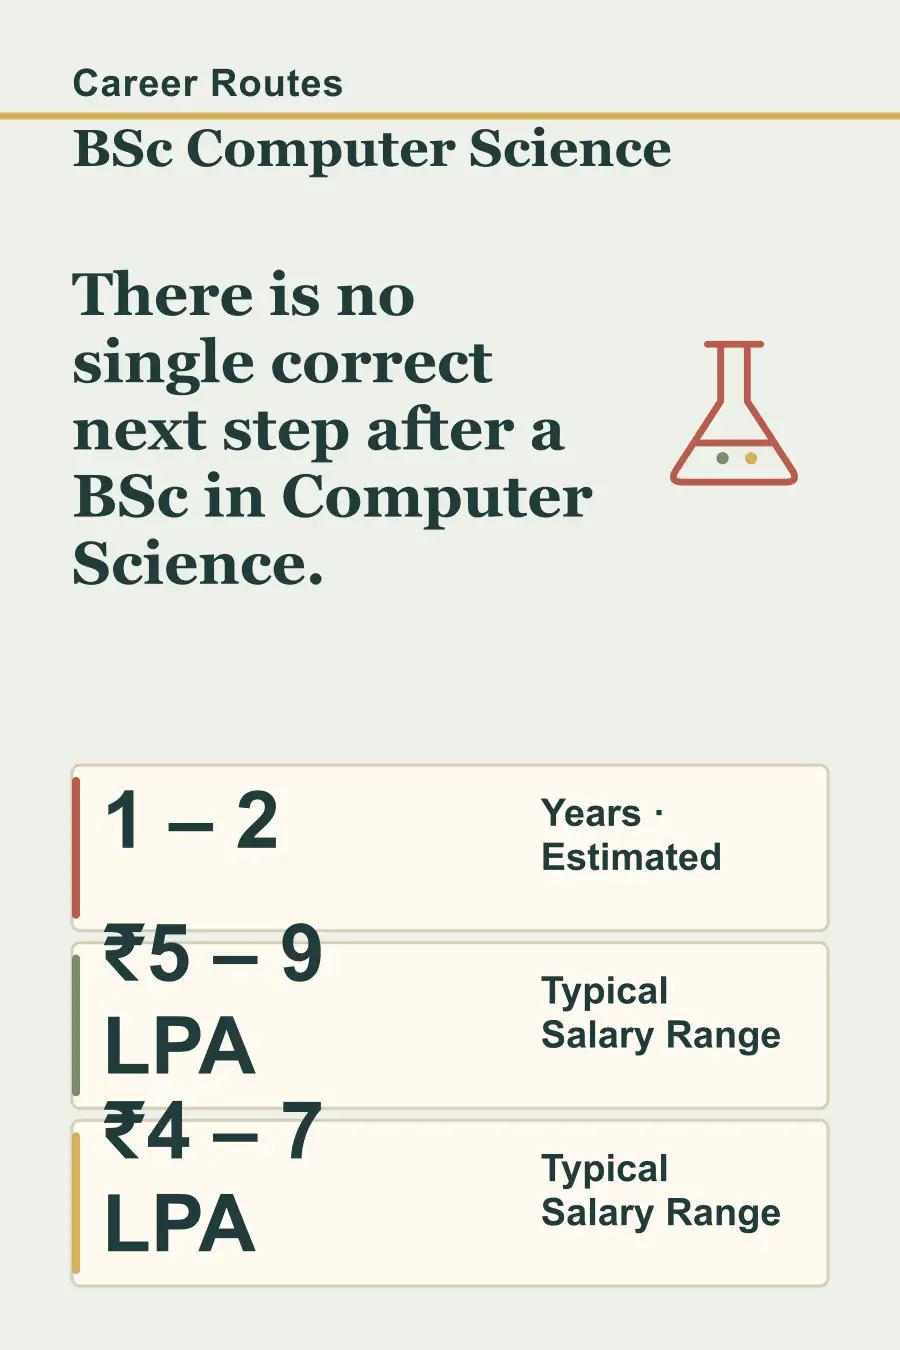 Career Routes
BSc Computer Science
There is no
single correct
next step after a
BSc in Computer
Science.
1 – 2
Years ·
Estimated
₹5 – 9
LPA
Typical
Salary Range
₹4 – 7
LPA
Typical
Salary Range